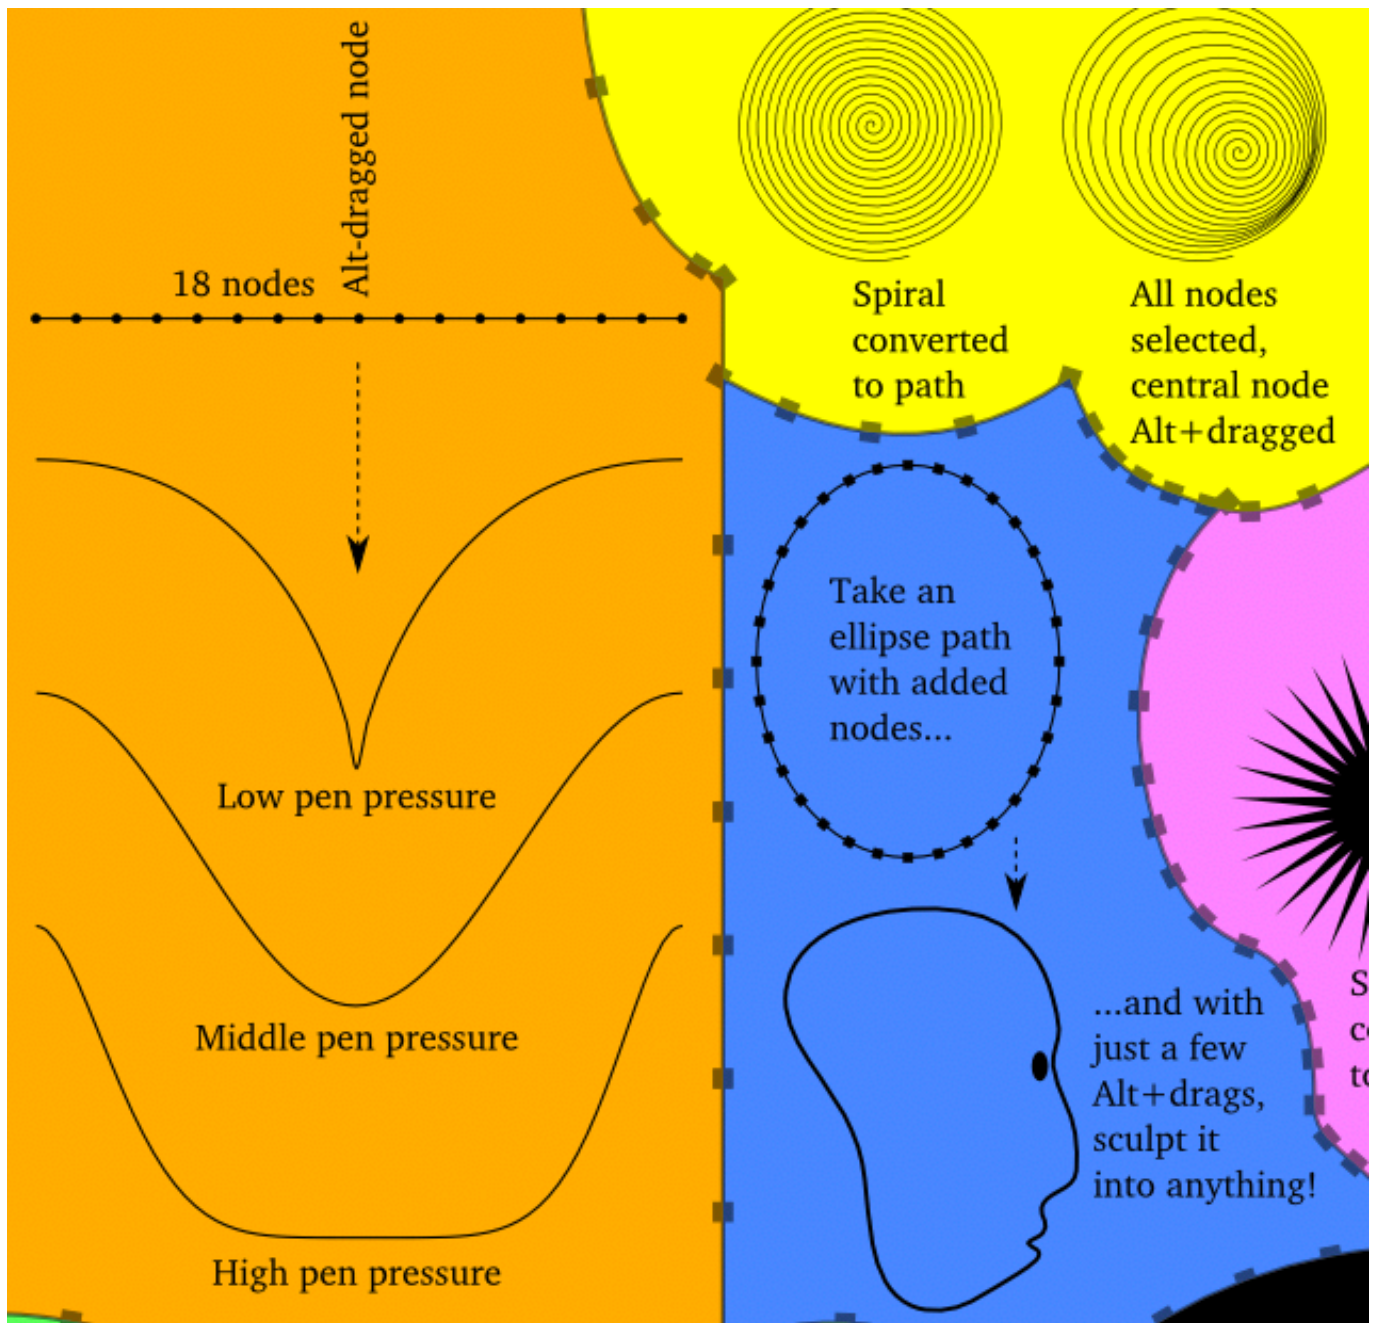 Alt-dragged node
18 nodes
Low pen pressure
Middle pen pressure
High pen pressure
Spiral
converted
to path
All nodes
selected,
central node
Alt+dragged
Take an
ellipse path
with added
nodes...
...and with
just a few
Alt+drags,
sculpt it
into anything!